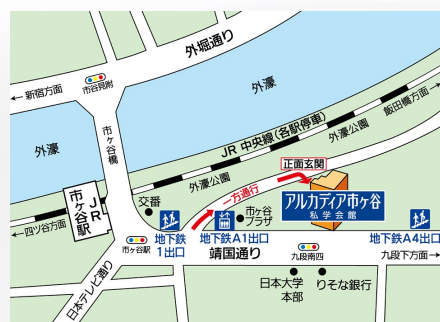 外堀通り
←新宿方面
市谷見附
外濠
外濠
外濠
飯田橋方面→
JR 中央線(各駅停車)
外濠公園
外濠公園
市ヶ谷橋
正面玄関
一方通行
アルカディア市ヶ谷
私学会館
JR
市ヶ谷駅
交番
市ヶ谷
プラザ
←四ツ谷方面
市ヶ谷駅
地下鉄
1出口
地下鉄A1出口
靖国通り
九段南四
地下鉄A4出口
九段下方面→
日本テレビ通り
日本大学
本部
りそな銀行